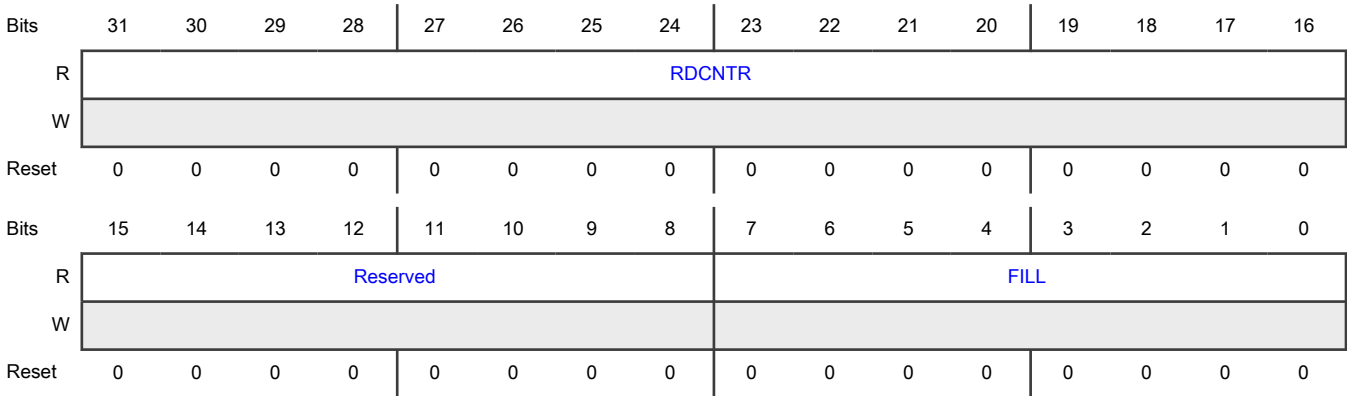 Bits 31 30 29 28 27 26 25 24 23 22 21 20 19 18 17 16
R RDCNTR
W
Reset 0 0 0 0 0 0 0 0 0 0 0 0 0 0 0 0
Bits 15 14 13 12 11 10 9 8 7 6 5 4 3 2 1 0
R Reserved FILL
W
Reset 0 0 0 0 0 0 0 0 0 0 0 0 0 0 0 0